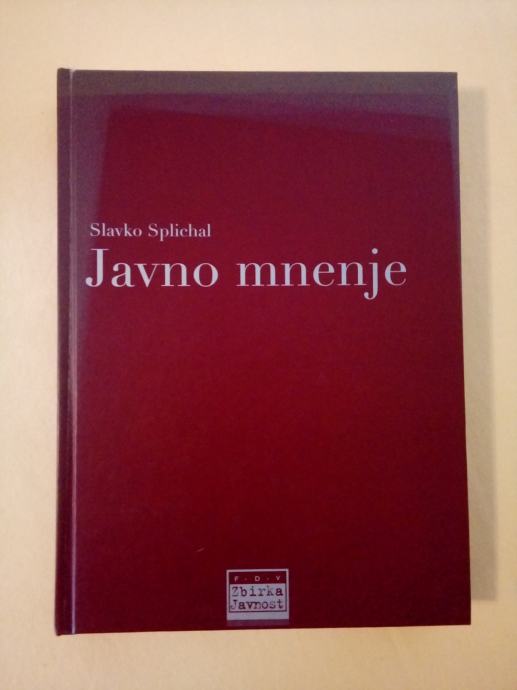 Slavko Splichal
Javno mnenje
F · D · V
Zbirka
Javnost